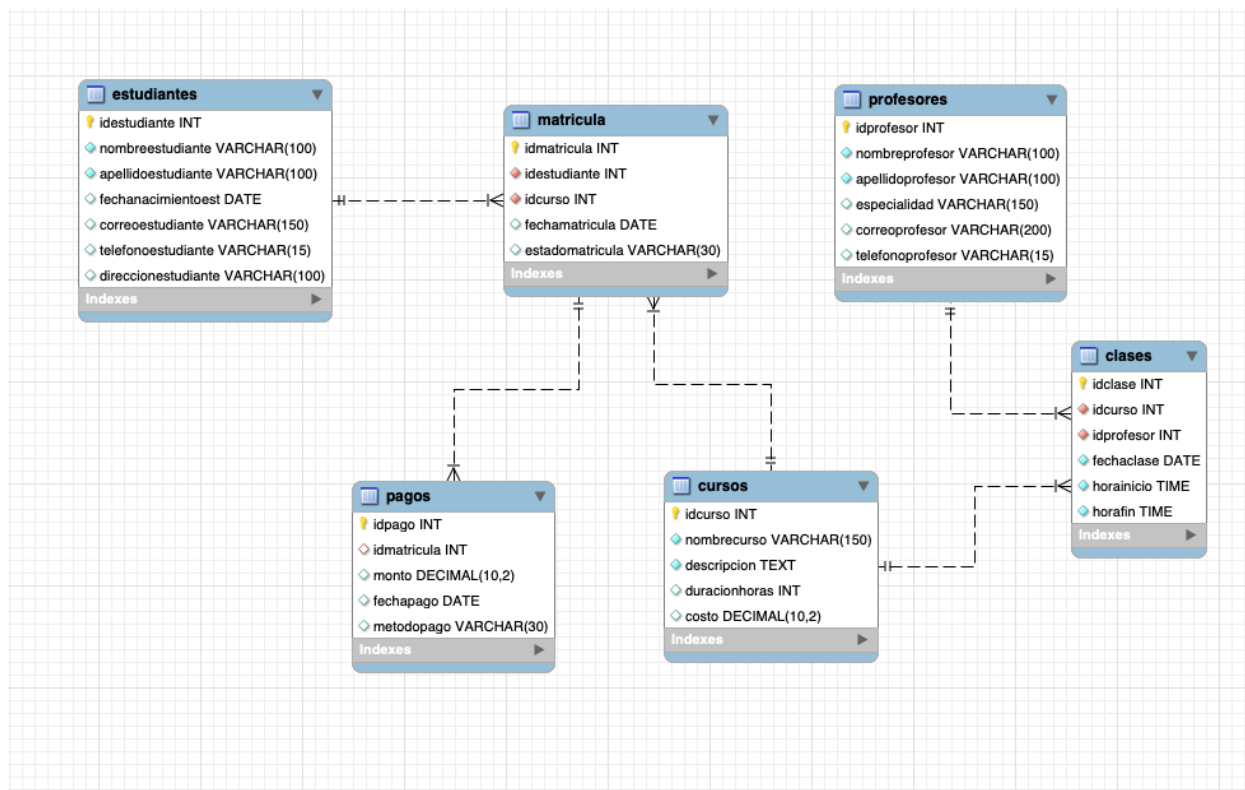 estudiantes
idestudiante INT
nombreestudiante VARCHAR(100)
apellidoestudiante VARCHAR(100)
fechanacimientoest DATE
correoestudiante VARCHAR(150)
telefonoestudiante VARCHAR(15)
direccionestudiante VARCHAR(100)
Indexes
matricula
idmatricula INT
idestudiante INT
idcurso INT
fechamatricula DATE
estadomatricula VARCHAR(30)
Indexes
profesores
idprofesor INT
nombreprofesor VARCHAR(100)
apellidoprofesor VARCHAR(100)
especialidad VARCHAR(150)
correoprofesor VARCHAR(200)
telefonoprofesor VARCHAR(15)
Indexes
clases
idclase INT
idcurso INT
idprofesor INT
fechaclase DATE
horainicio TIME
horafin TIME
Indexes
pagos
idpago INT
idmatricula INT
monto DECIMAL(10,2)
fechapago DATE
metodopago VARCHAR(30)
Indexes
cursos
idcurso INT
nombrecurso VARCHAR(150)
descripcion TEXT
duracionhoras INT
costo DECIMAL(10,2)
Indexes